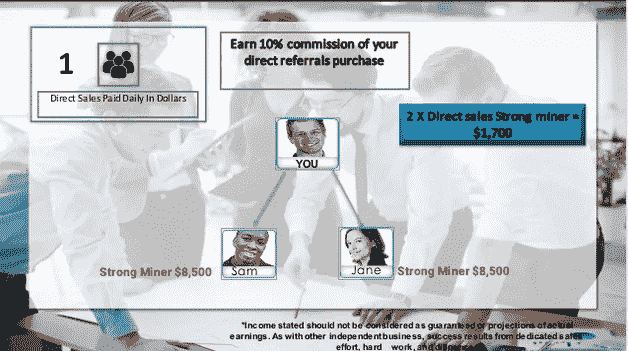 1
Direct Sales Paid Daily In Dollars
Earn 10% commission of your
direct referrals purchase
2 X Direct sales Strong miner =
$1,700
YOU
Strong Miner $8,500
Sam
Jane
Strong Miner $8,500
*Income stated should not be considered as guaranteed or projections of actual
earnings. As with other independent business, success results from dedicated sales
effort, hard work, and